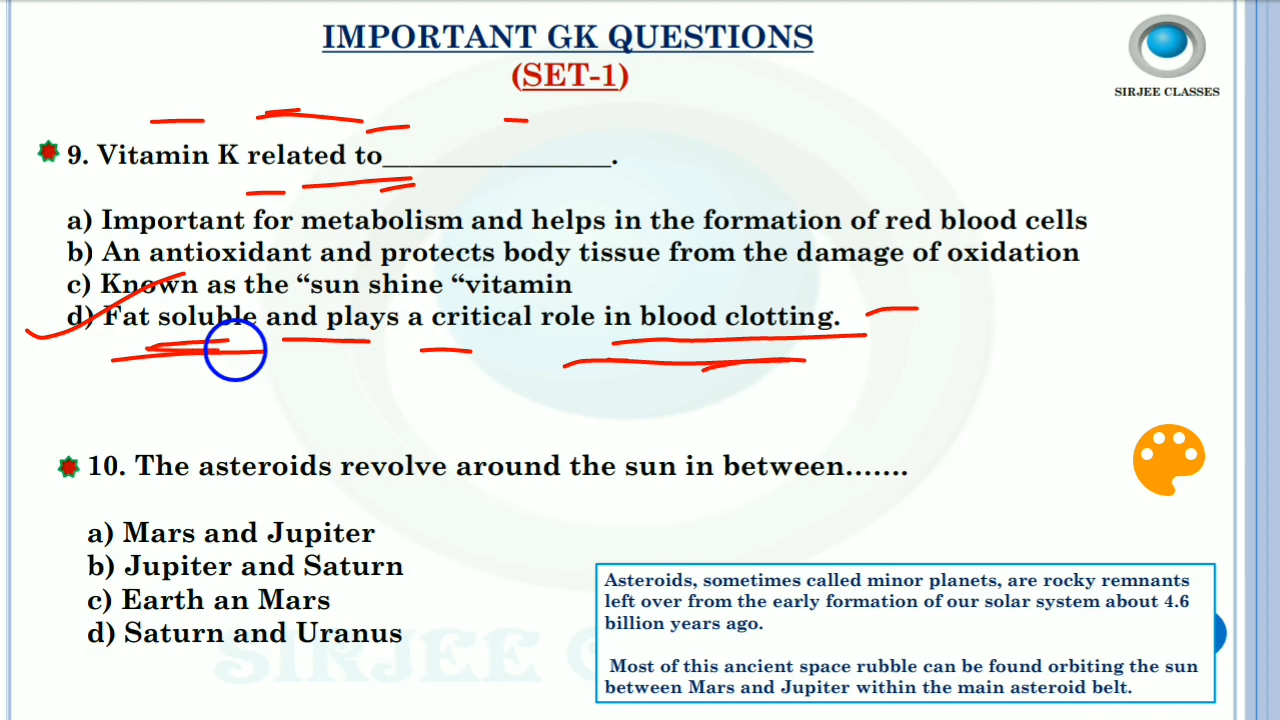 IMPORTANT GK QUESTIONS
(SET-1)
SIRJEE CLASSES
9. Vitamin K related to_________________.
a) Important for metabolism and helps in the formation of red blood cells
b) An antioxidant and protects body tissue from the damage of oxidation
c) Known as the “sun shine “vitamin
d) Fat soluble and plays a critical role in blood clotting.
10. The asteroids revolve around the sun in between.......
a) Mars and Jupiter
b) Jupiter and Saturn
c) Earth an Mars
d) Saturn and Uranus
Asteroids, sometimes called minor planets, are rocky remnants
left over from the early formation of our solar system about 4.6
billion years ago.
Most of this ancient space rubble can be found orbiting the sun
between Mars and Jupiter within the main asteroid belt.
SIRJEE